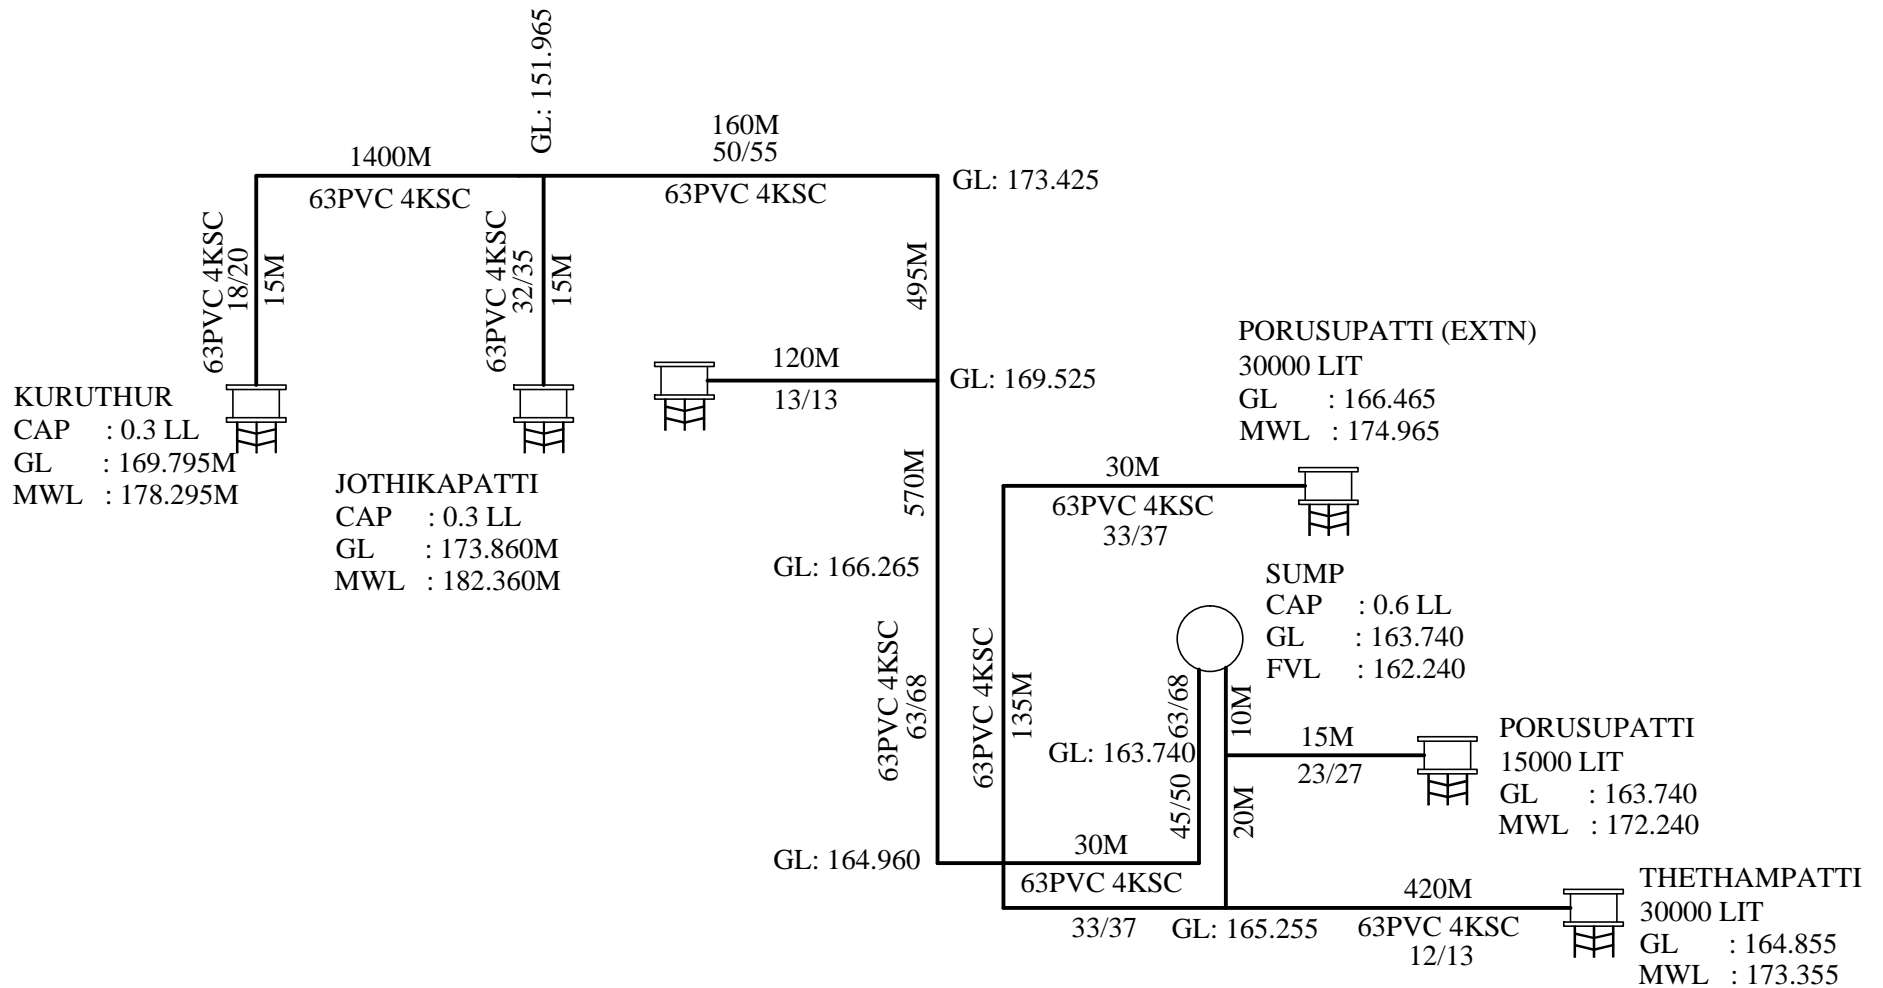 GL: 151.965
160M
50/55
1400M
63PVC 4KSC
63PVC 4KSC
GL: 173.425
63PVC 4KSC
18/20
15M
63PVC 4KSC
32/35
15M
495M
PORUSUPATTI (EXTN)
30000 LIT
GL : 166.465
MWL : 174.965
120M
13/13
GL: 169.525
KURUTHUR
CAP : 0.3 LL
GL : 169.795M
MWL : 178.295M
JOTHIKAPATTI
CAP : 0.3 LL
GL : 173.860M
MWL : 182.360M
570M
30M
63PVC 4KSC
33/37
GL: 166.265
SUMP
CAP : 0.6 LL
GL : 163.740
FVL : 162.240
63PVC 4KSC
63/68
63PVC 4KSC
135M
63/68
10M
GL: 163.740
45/50
20M
15M
23/27
PORUSUPATTI
15000 LIT
GL : 163.740
MWL : 172.240
GL: 164.960
30M
63PVC 4KSC
33/37
GL: 165.255
420M
63PVC 4KSC
12/13
THETHAMPATTI
30000 LIT
GL : 164.855
MWL : 173.355